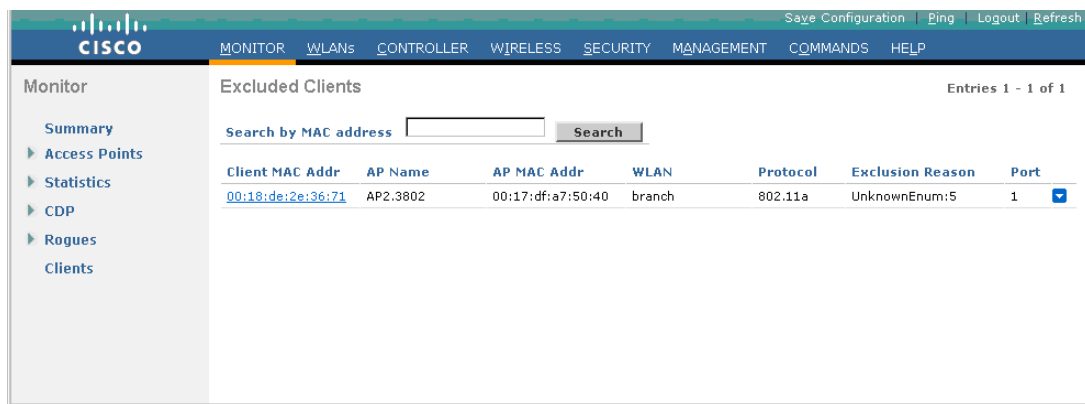 Save Configuration | Ping | Logout | Refresh
CISCO
MONITOR WLANs CONTROLLER WIRELESS SECURITY MANAGEMENT COMMANDS HELP
Monitor
Summary
Access Points
Statistics
CDP
Rogues
Clients
Excluded Clients
Entries 1 - 1 of 1
Search by MAC address Search
Client MAC Addr AP Name AP MAC Addr WLAN Protocol Exclusion Reason Port
00:18:de:2e:36:71 AP2.3802 00:17:df:a7:50:40 branch 802.11a UnknownEnum:5 1